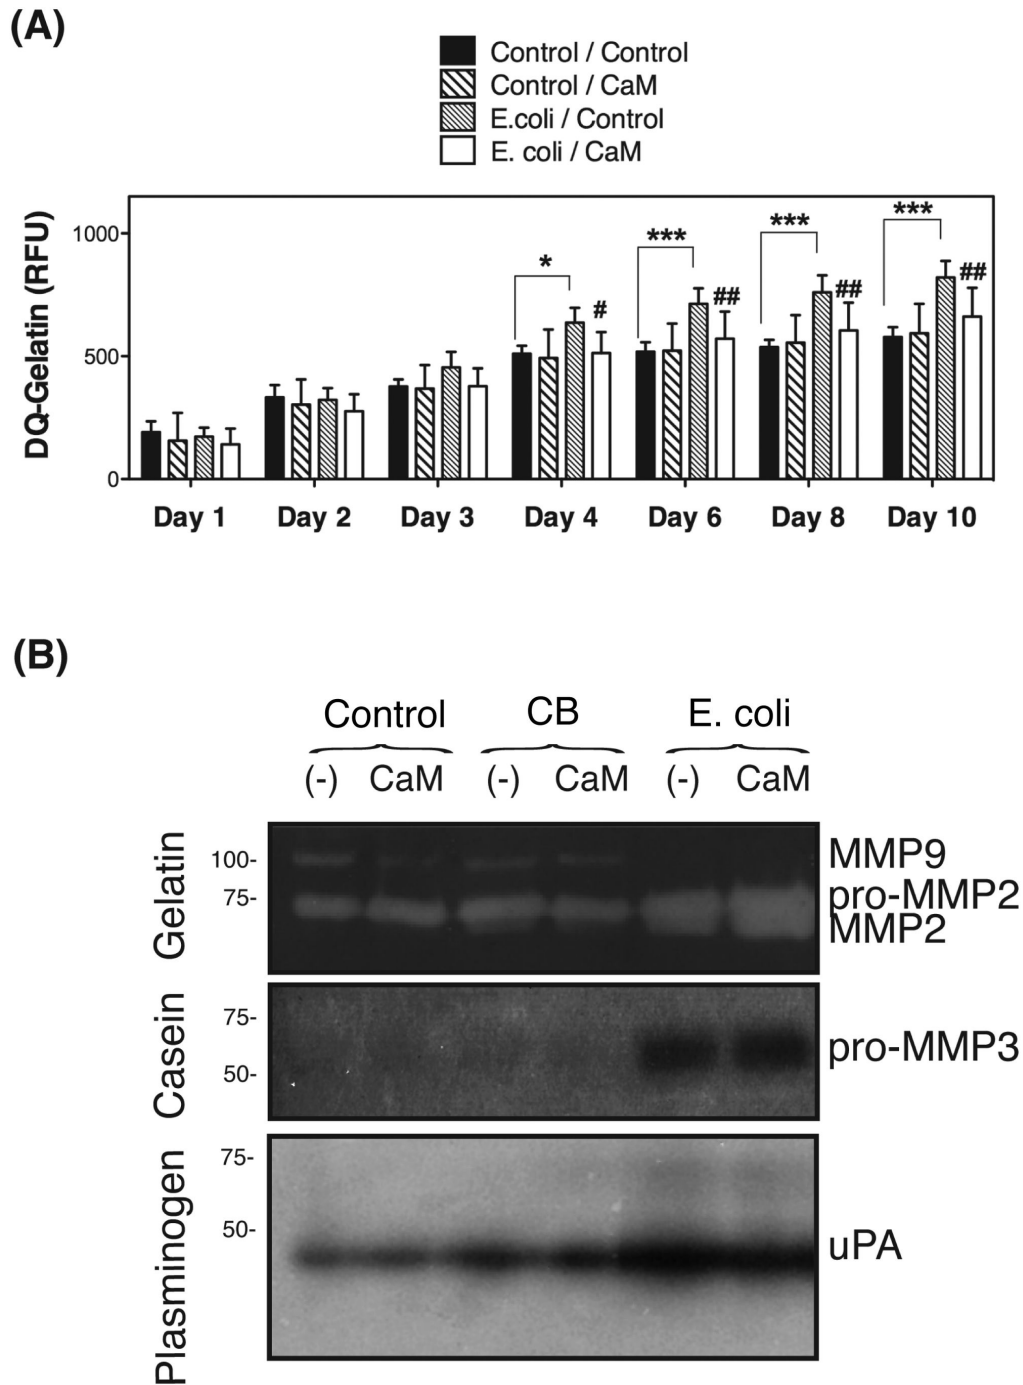 (A)
Control / Control
Control / CaM
E.coli / Control
E. coli / CaM
DQ-Gelatin (RFU)
1000
500
0
* # *** ## *** ## *** ##
Day 1 Day 2 Day 3 Day 4 Day 6 Day 8 Day 10
(B)
Control CB E. coli
(-) CaM (-) CaM (-) CaM
Gelatin
100-
75-
MMP9
pro-MMP2
MMP2
Casein
75-
50-
pro-MMP3
Plasminogen
75-
50-
uPA